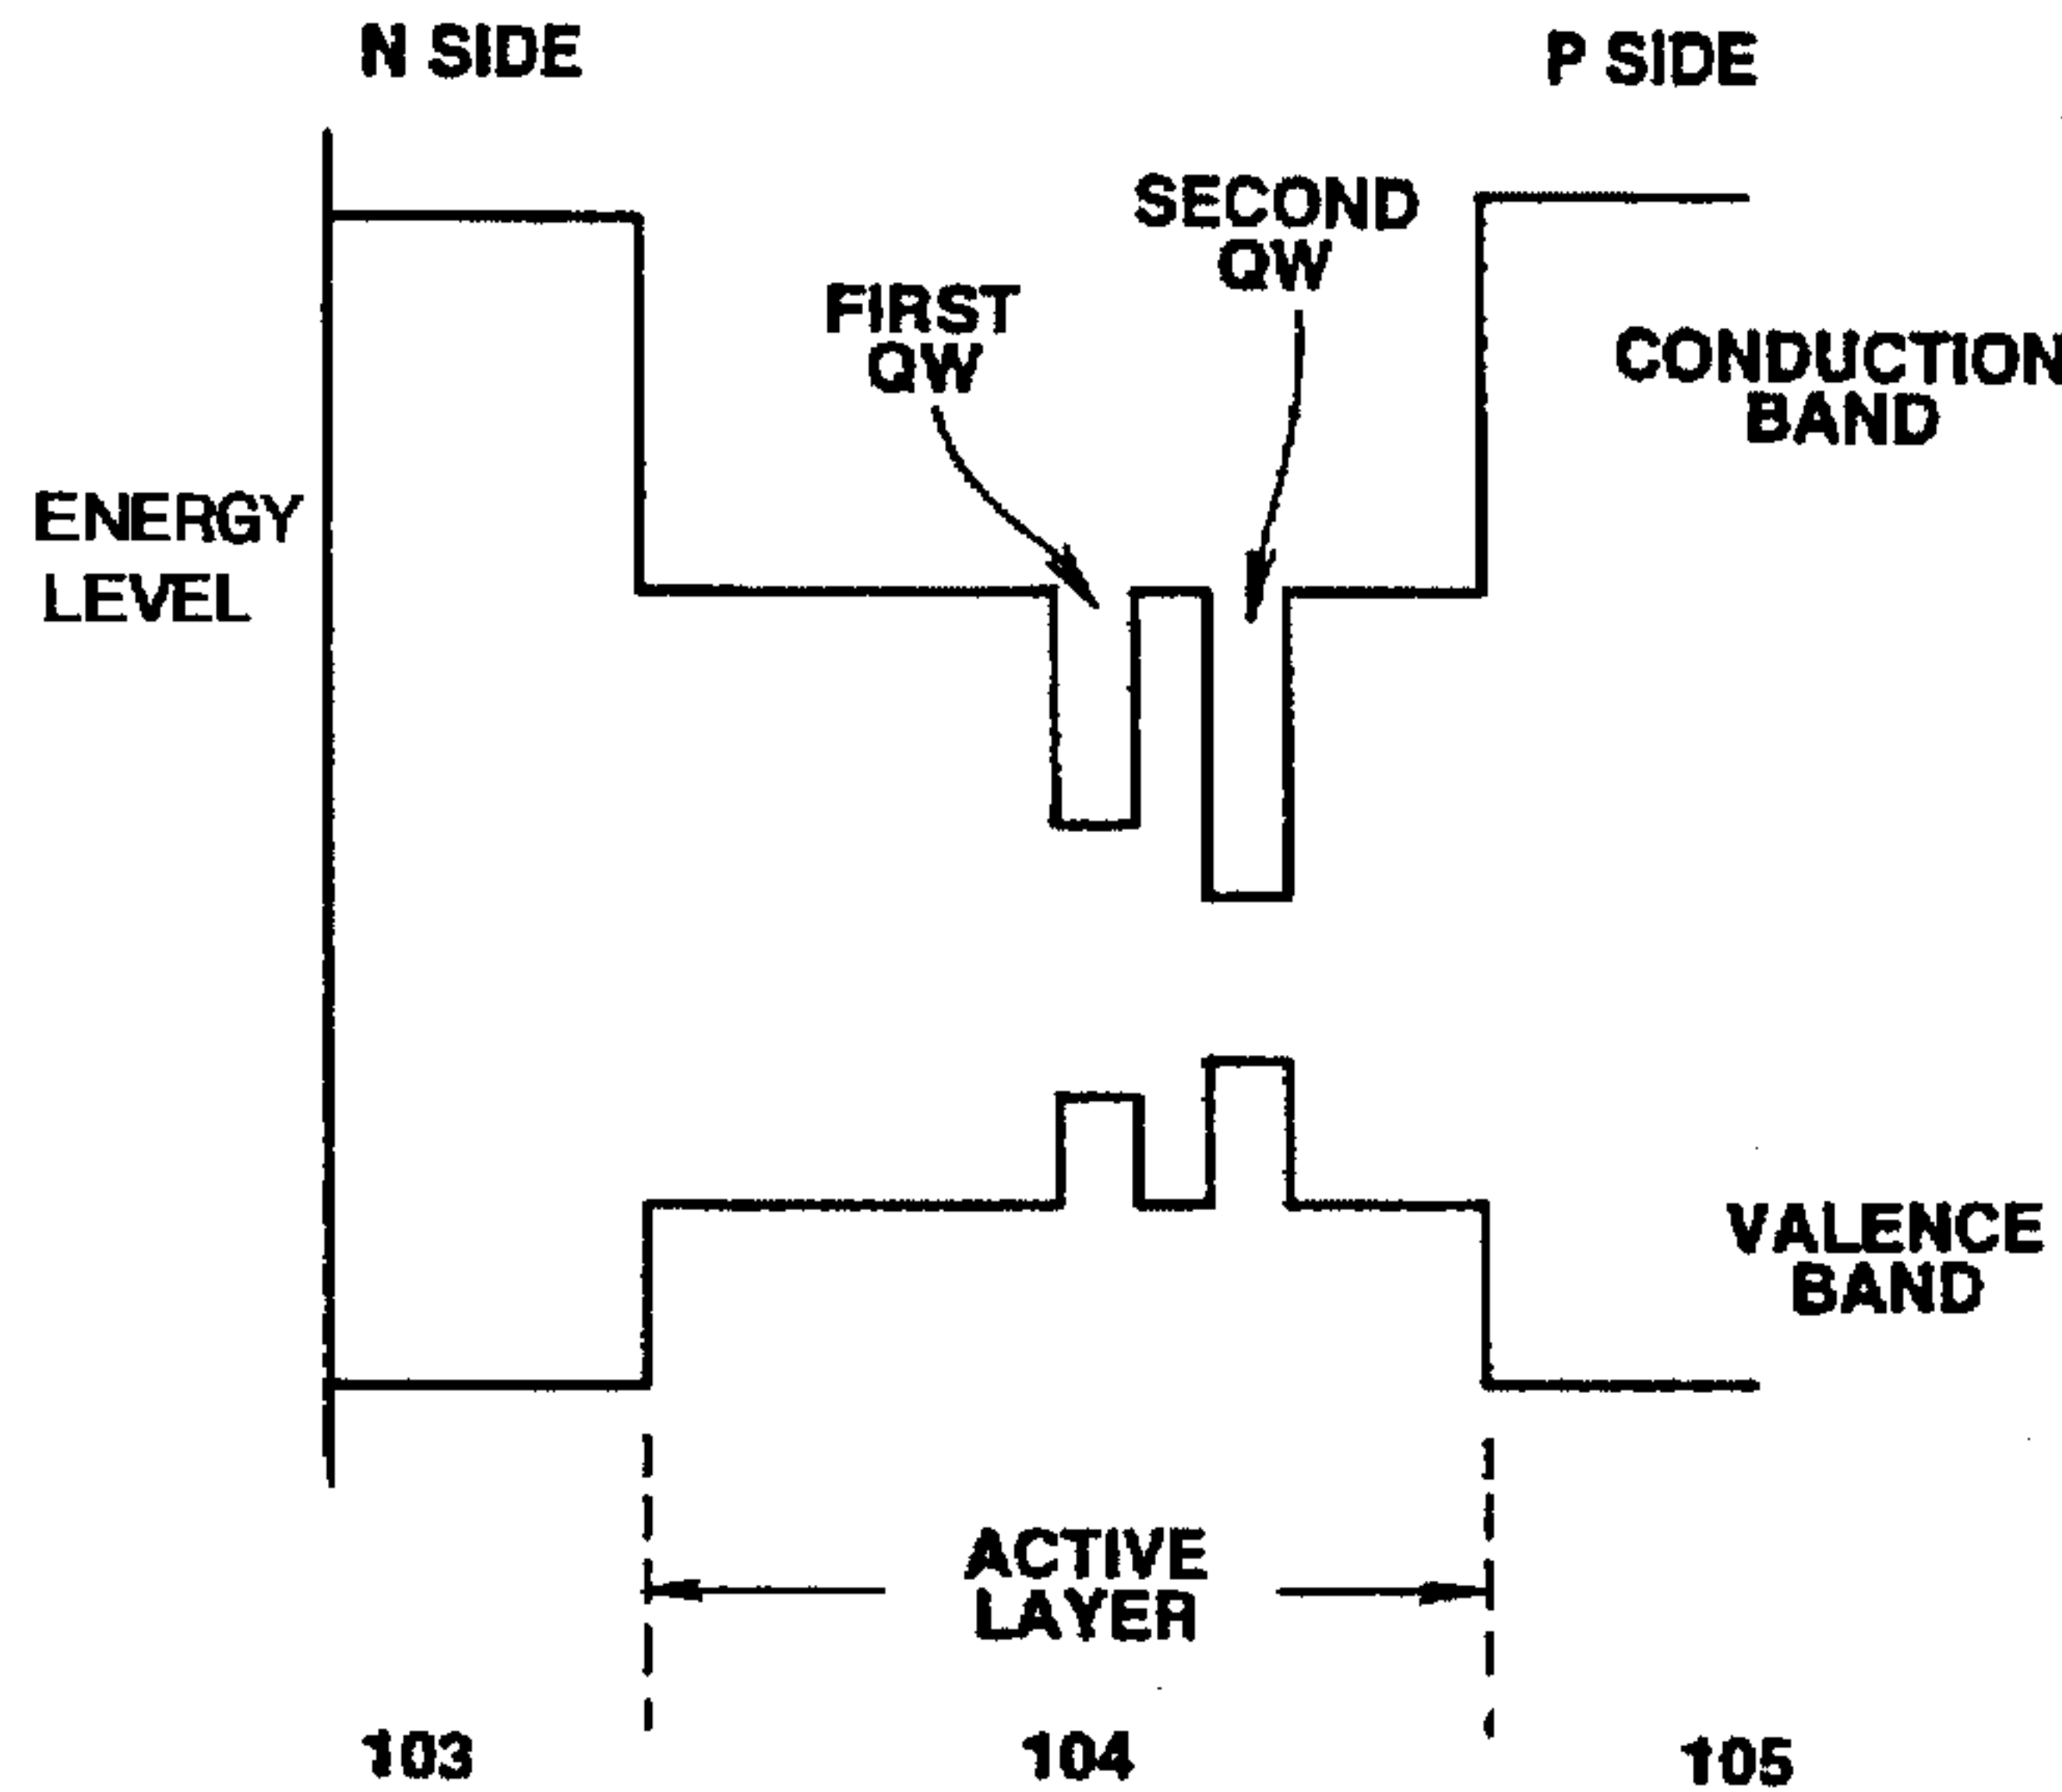 N SIDE
P SIDE
SECOND
QW
FIRST
QW
CONDUCTION
BAND
ENERGY
LEVEL
VALENCE
BAND
ACTIVE
LAYER
103
104
105